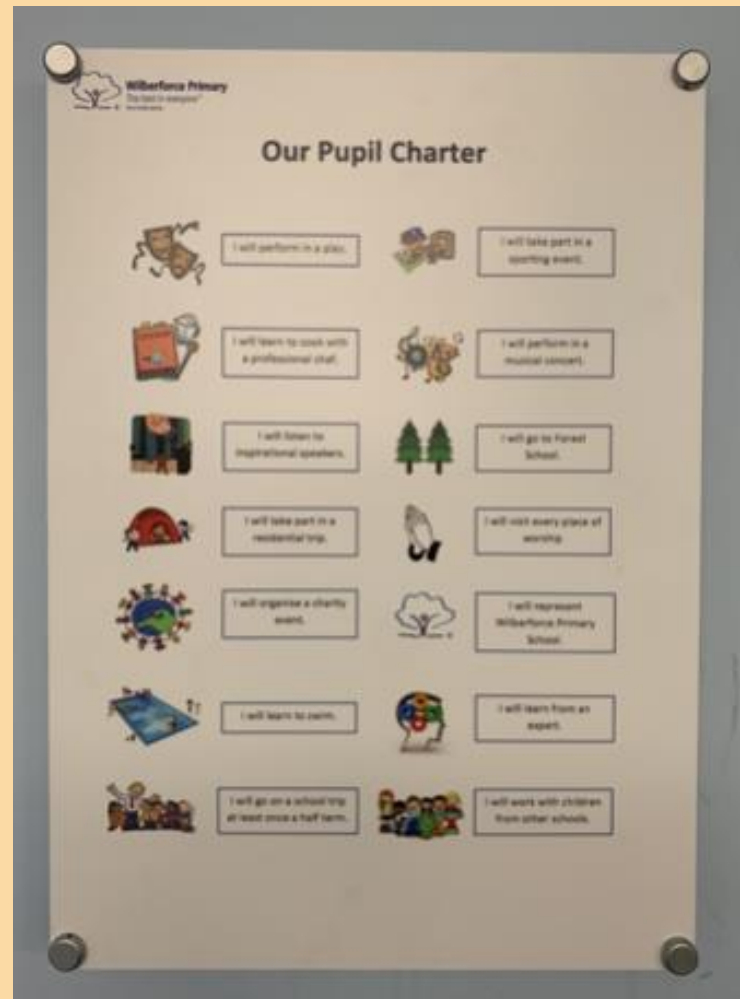 Wilberforce Primary
The best in everyone™
Our Pupil Charter
I will perform in a play.
I will take part in a
sporting event.
I will learn to cook with
a professional chef.
I will perform in a
musical concert.
I will listen to
inspirational speakers.
I will go to Forest
School.
I will take part in a
residential trip.
I will visit every place of
worship.
I will organise a charity
event.
I will represent
Wilberforce Primary
School.
I will learn to swim.
I will learn from an
expert.
I will go on a school trip
at least once a half term.
I will work with children
from other schools.